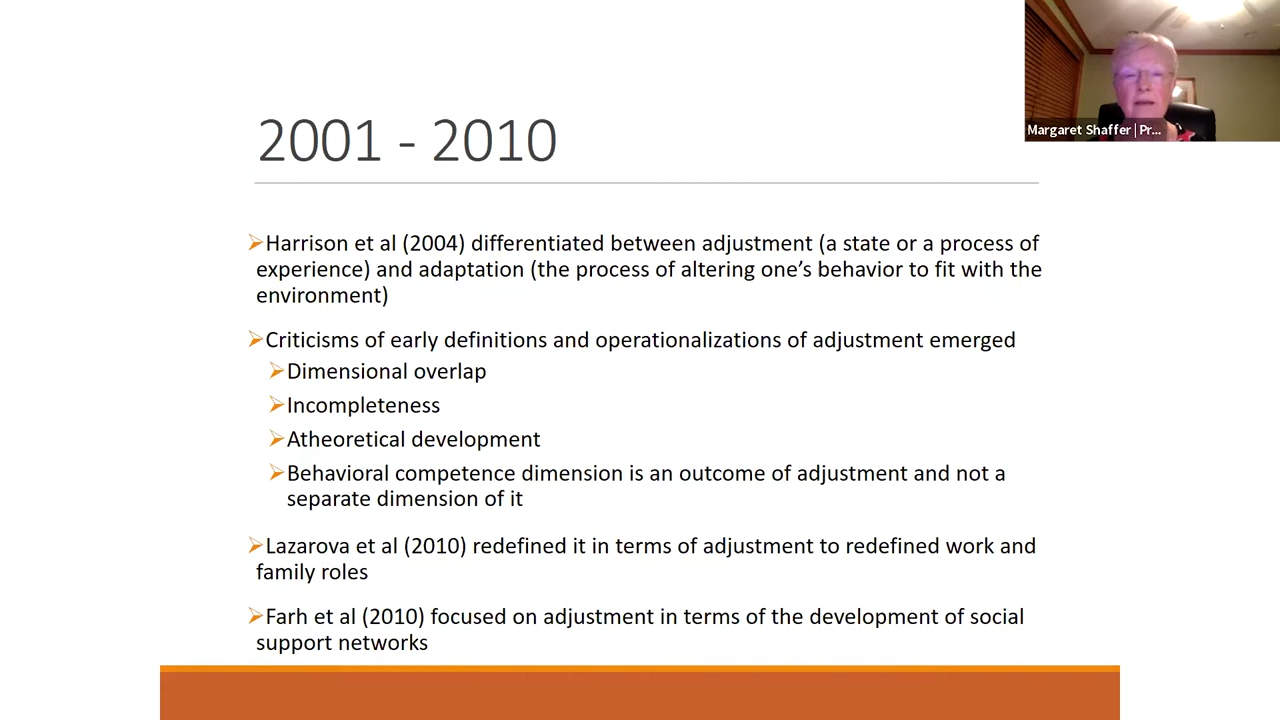 Margaret Shaffer | Pr...
2001 - 2010
➢Harrison et al (2004) differentiated between adjustment (a state or a process of
experience) and adaptation (the process of altering one’s behavior to fit with the
environment)
➢Criticisms of early definitions and operationalizations of adjustment emerged
➢Dimensional overlap
➢Incompleteness
➢Atheoretical development
➢Behavioral competence dimension is an outcome of adjustment and not a
separate dimension of it
➢Lazarova et al (2010) redefined it in terms of adjustment to redefined work and
family roles
➢Farh et al (2010) focused on adjustment in terms of the development of social
support networks